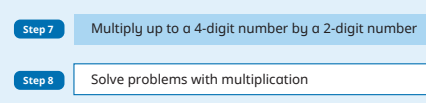 Step 7 Multiply up to a 4-digit number by a 2-digit number
Step 8 Solve problems with multiplication